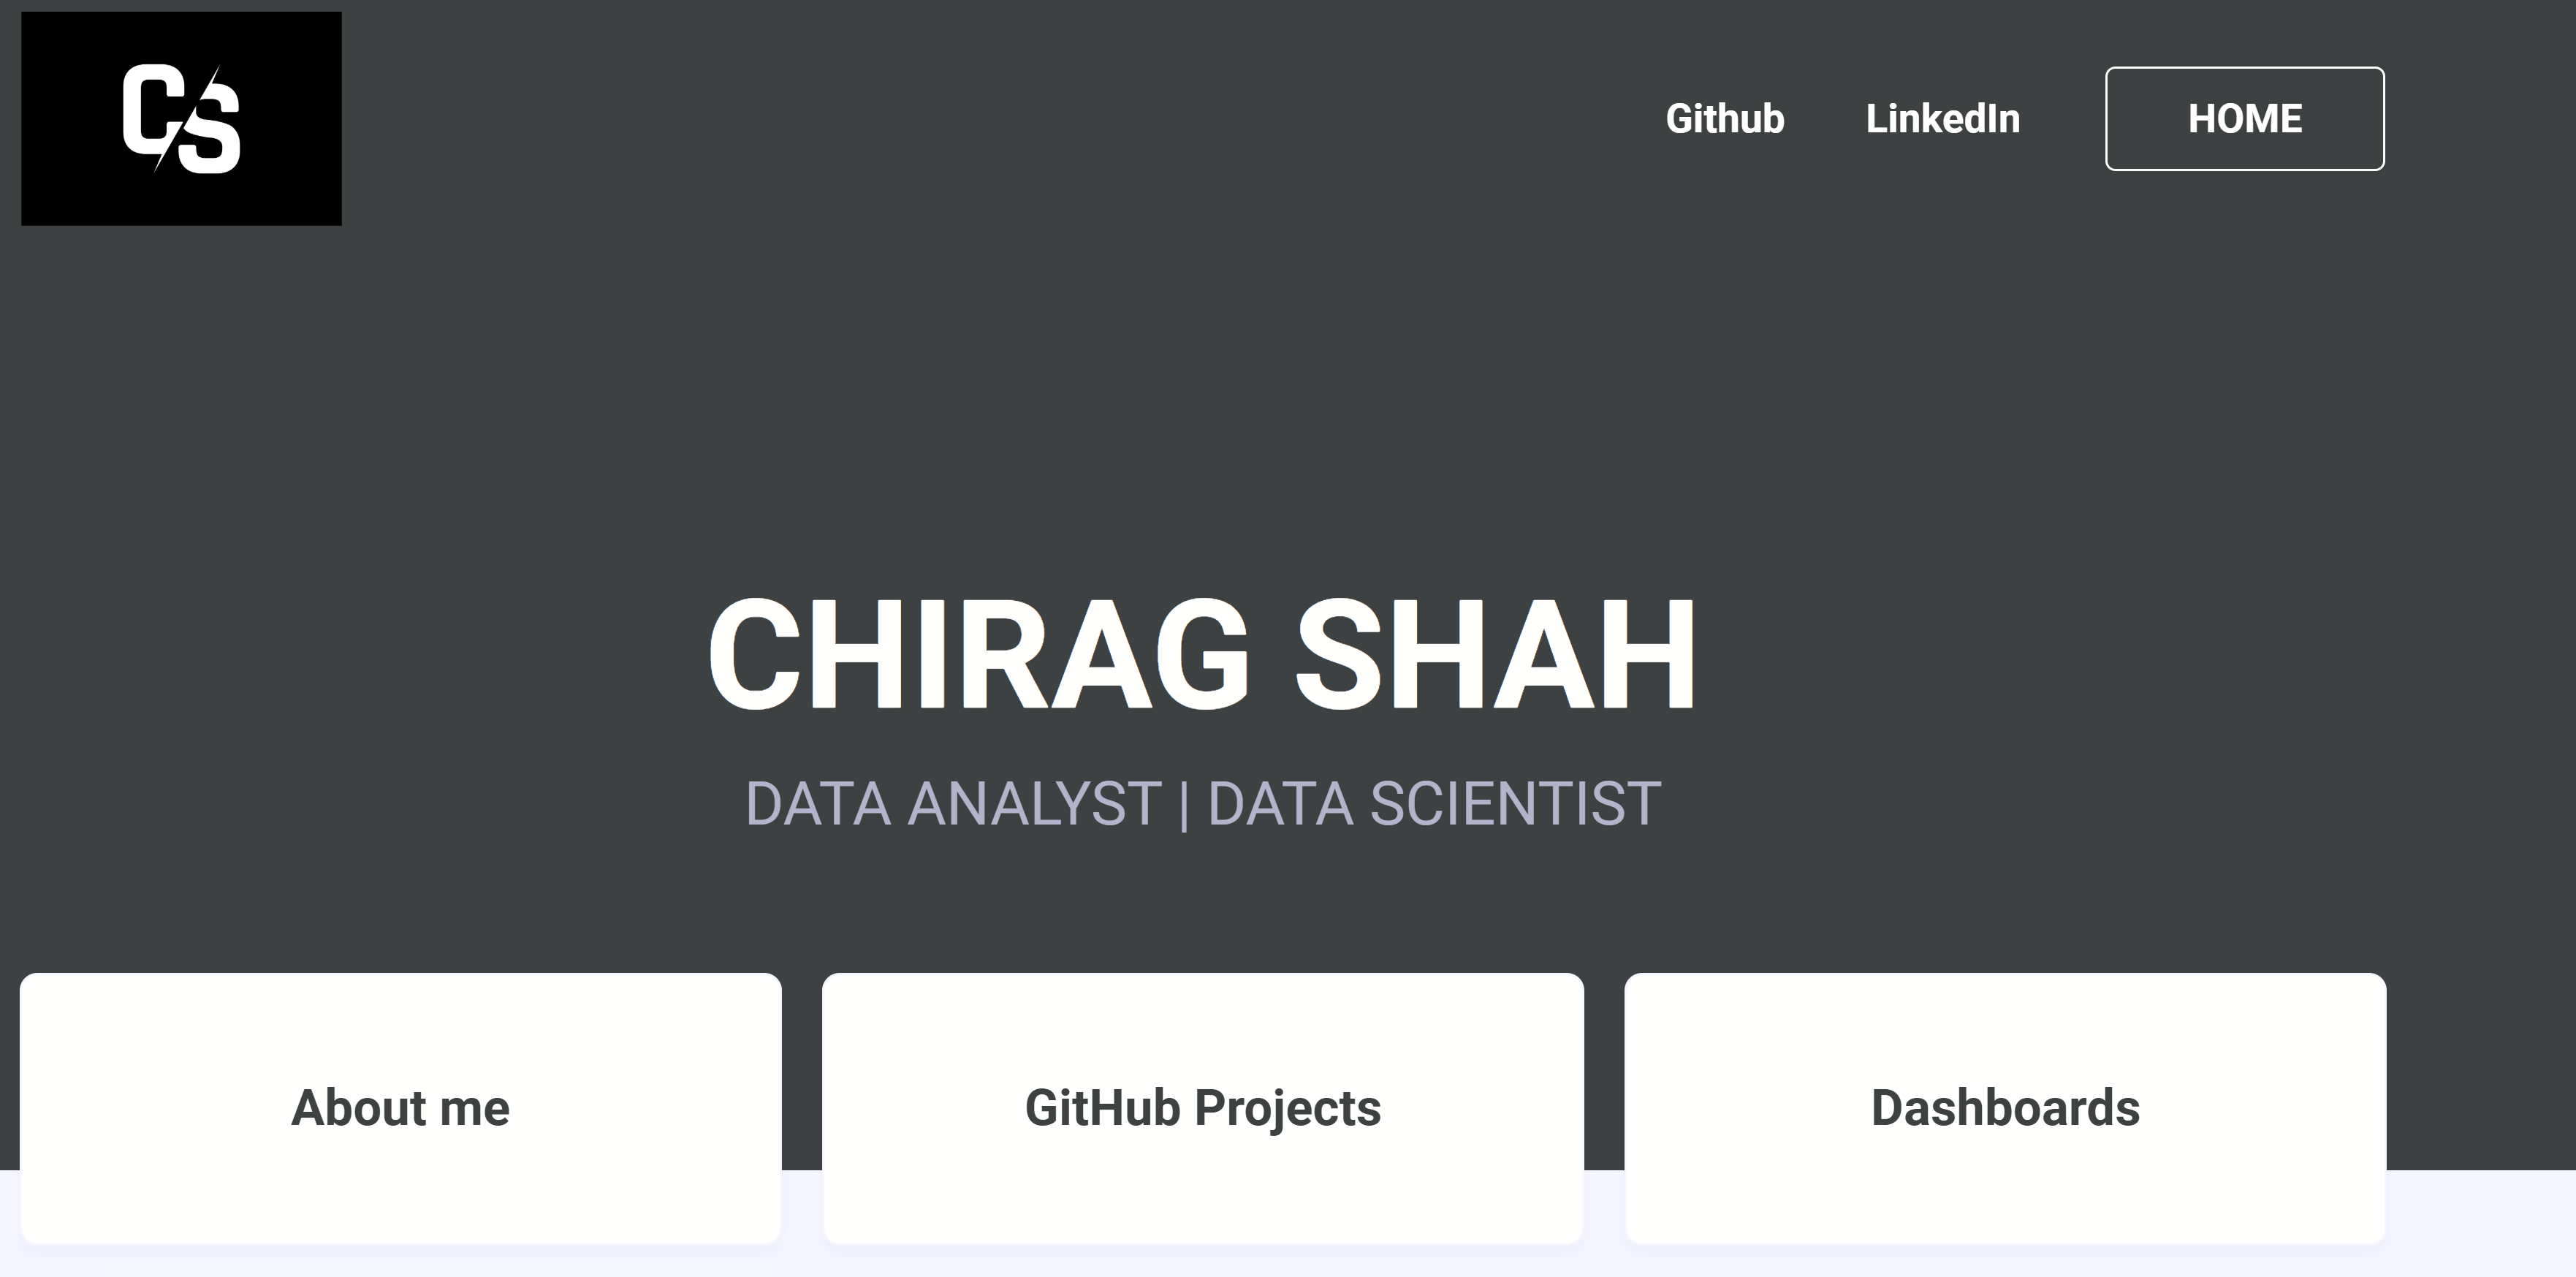 CS
Github LinkedIn HOME
CHIRAG SHAH
DATA ANALYST | DATA SCIENTIST
About me GitHub Projects Dashboards